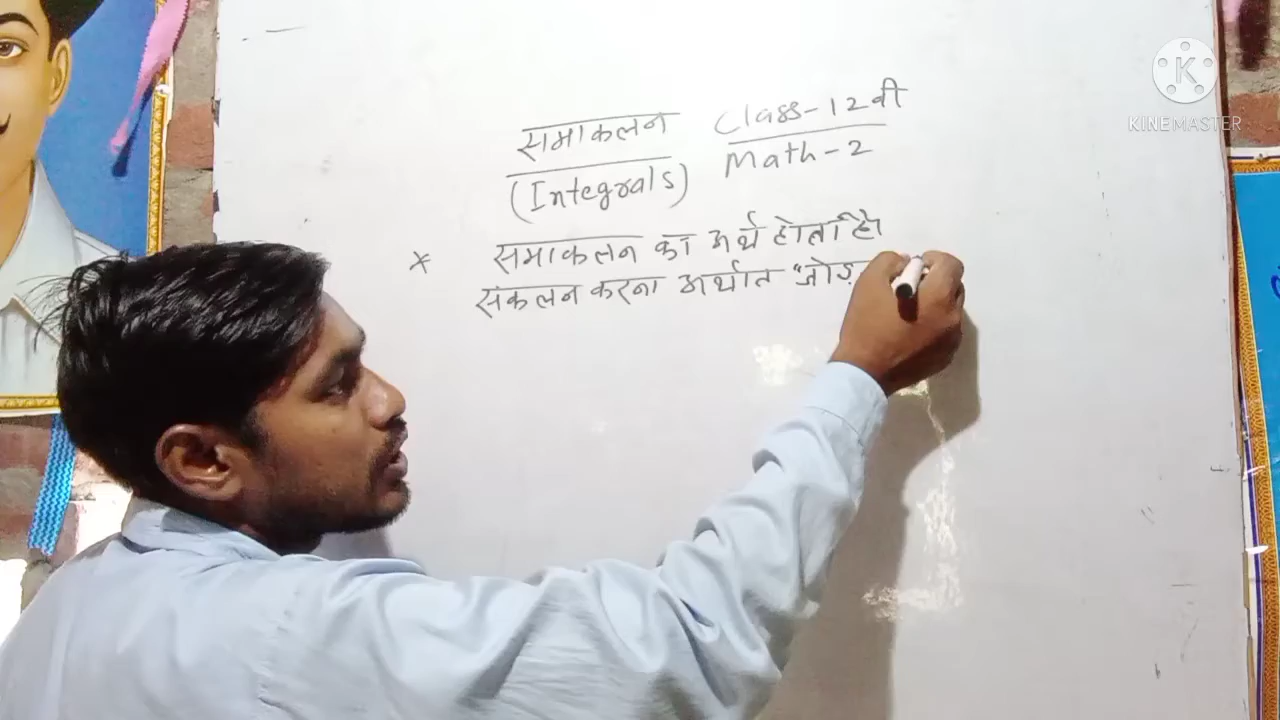 समाकलन
(Integrals)
Class-12वी
Math-2
* समाकलन का अर्थ होता है।
संकलन करना अर्थात "जोड़
KINEMASTER